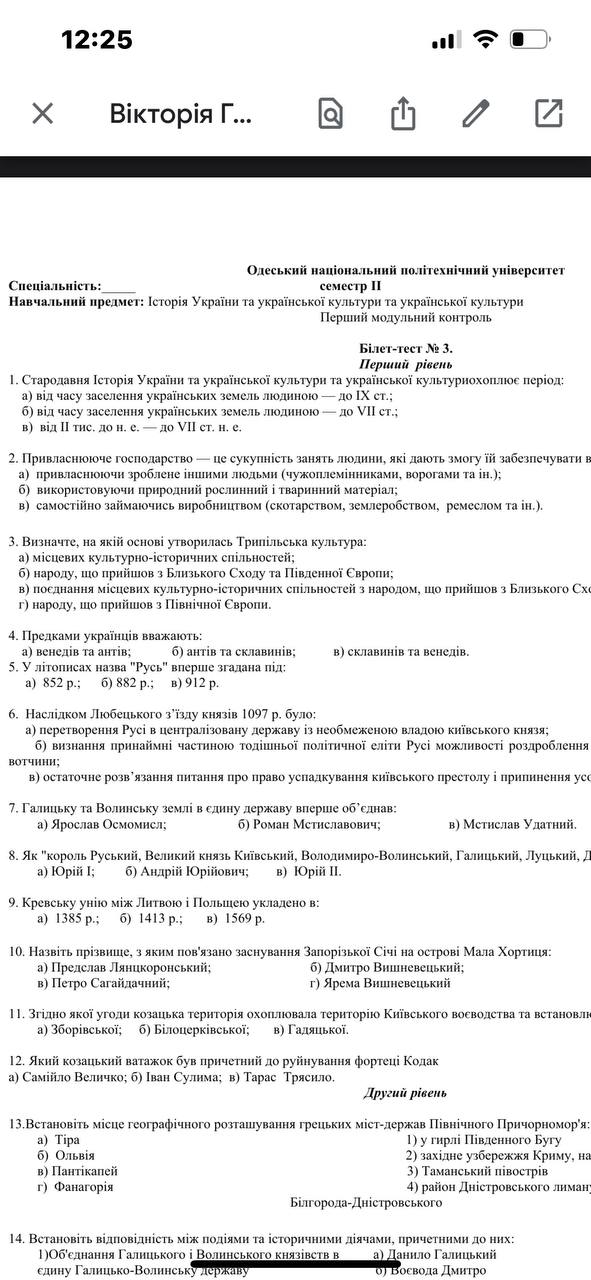 12:25
Вікторія Г...
Одеський національний політехнічний університет
Спеціальність:_____ семестр II
Навчальний предмет: Історія України та української культури та української культури
Перший модульний контроль
Білет-тест № 3.
Перший рівень
1. Стародавня Історія України та української культури та української культуриохоплює період:
а) від часу заселення українських земель людиною — до IX ст.;
б) від часу заселення українських земель людиною — до VII ст.;
в) від II тис. до н. е. — до VII ст. н. е.
2. Привласнююче господарство — це сукупність занять людини, які дають змогу їй забезпечувати в
а) привласнюючи зроблене іншими людьми (чужоплемінниками, ворогами та ін.);
б) використовуючи природний рослинний і тваринний матеріал;
в) самостійно займаючись виробництвом (скотарством, землеробством, ремеслом та ін.).
3. Визначте, на якій основі утворилась Трипільська культура:
а) місцевих культурно-історичних спільностей;
б) народу, що прийшов з Близького Сходу та Південної Європи;
в) поєднання місцевих культурно-історичних спільностей з народом, що прийшов з Близького Схо
г) народу, що прийшов з Північної Європи.
4. Предками українців вважають:
а) венедів та антів; б) антів та склавинів; в) склавинів та венедів.
5. У літописах назва "Русь" вперше згадана під:
а) 852 р.; б) 882 р.; в) 912 р.
6. Наслідком Любецького з’їзду князів 1097 р. було:
а) перетворення Русі в централізовану державу із необмеженою владою київського князя;
б) визнання принаймні частиною тодішньої політичної еліти Русі можливості роздроблення
вотчини;
в) остаточне розв’язання питання про право успадкування київського престолу і припинення усо
7. Галицьку та Волинську землі в єдину державу вперше об’єднав:
а) Ярослав Осмомисл; б) Роман Мстиславович; в) Мстислав Удатний.
8. Як "король Руський, Великий князь Київський, Володимиро-Волинський, Галицький, Луцький, Д
а) Юрій I; б) Андрій Юрійович; в) Юрій II.
9. Кревську унію між Литвою і Польщею укладено в:
а) 1385 р.; б) 1413 р.; в) 1569 р.
10. Назвіть прізвище, з яким пов'язано заснування Запорізької Січі на острові Мала Хортиця:
а) Предслав Лянцкоронський; б) Дмитро Вишневецький;
в) Петро Сагайдачний; г) Ярема Вишневецький
11. Згідно якої угоди козацька територія охоплювала територію Київського воєводства та встановлю
а) Зборівської; б) Білоцерківської; в) Гадяцької.
12. Який козацький ватажок був причетний до руйнування фортеці Кодак
а) Самійло Величко; б) Іван Сулима; в) Тарас Трясило.
Другий рівень
13.Встановіть місце географічного розташування грецьких міст-держав Північного Причорномор'я:
а) Тіра 1) у гирлі Південного Бугу
б) Ольвія 2) західне узбережжя Криму, на
в) Пантікапей 3) Таманський півострів
г) Фанагорія 4) район Дністровського лиману
Білгорода-Дністровського
14. Встановіть відповідність між подіями та історичними діячами, причетними до них:
1)Об'єднання Галицького і Волинського князівств в а) Данило Галицький
єдину Галицько-Волинську державу б) Воєвода Дмитро